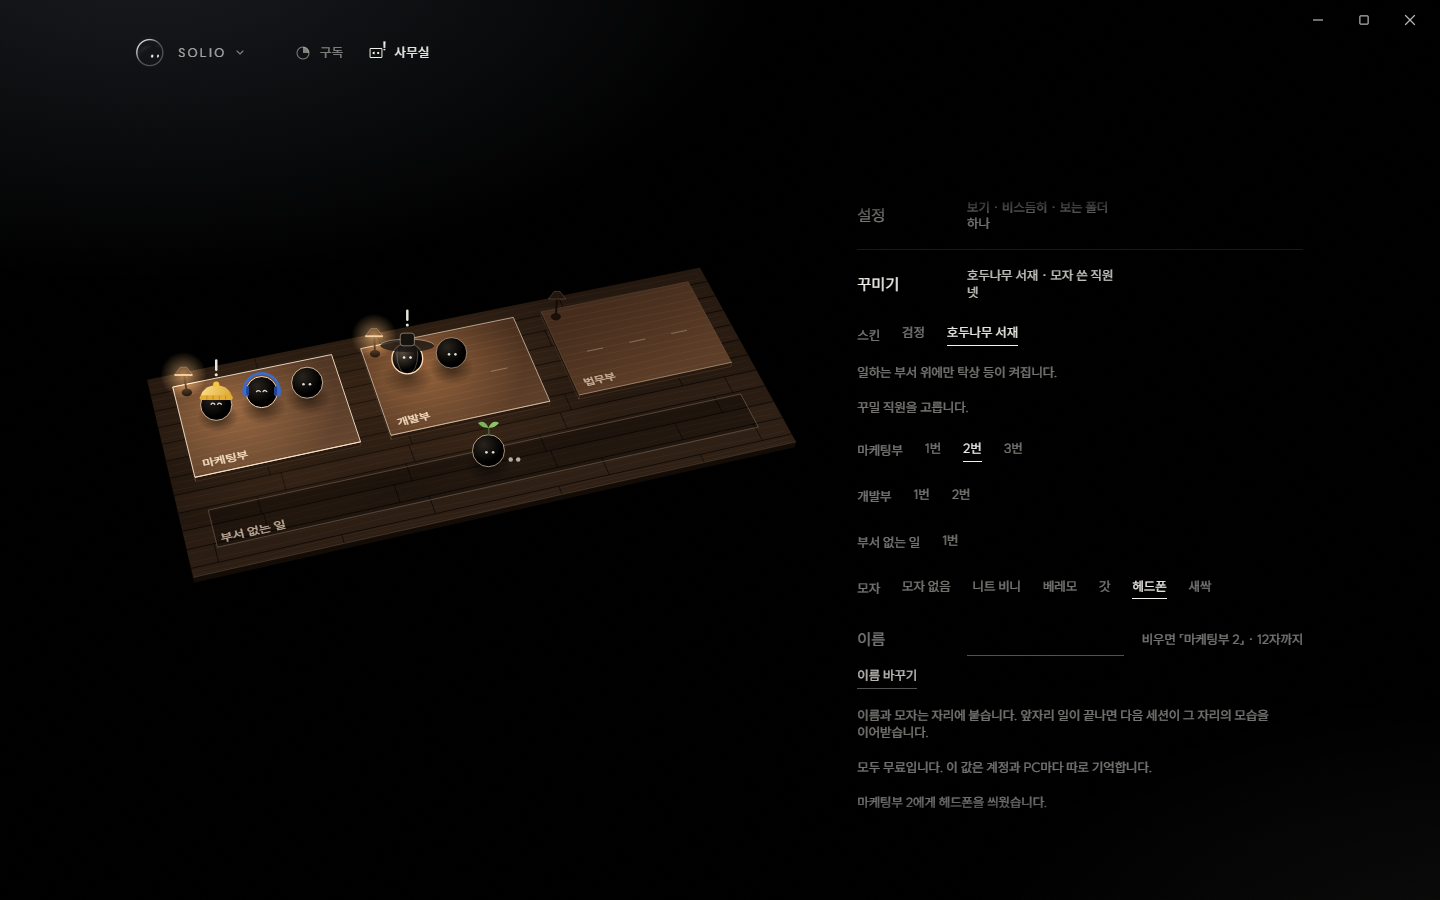 SOLIO
구독
사무실
설정
보기 · 비스듬히 · 보는 폴더
하나
꾸미기
호두나무 서재 · 모자 쓴 직원
넷
스킨 검정 호두나무 서재
일하는 부서 위에만 탁상 등이 켜집니다.
꾸밀 직원을 고릅니다.
마케팅부 1번 2번 3번
개발부 1번 2번
부서 없는 일 1번
모자 모자 없음 니트 비니 베레모 갓 헤드폰 새싹
이름 비우면 「마케팅부 2」 · 12자까지
이름 바꾸기
이름과 모자는 자리에 붙습니다. 앞자리 일이 끝나면 다음 세션이 그 자리의 모습을
이어받습니다.
모두 무료입니다. 이 값은 계정과 PC마다 따로 기억합니다.
마케팅부 2에게 헤드폰을 씌웠습니다.
마케팅부
개발부
법무부
부서 없는 일